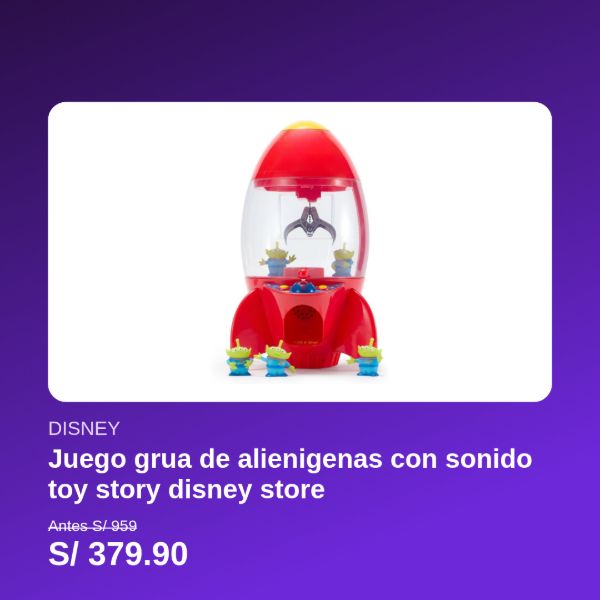 DISNEY
Juego grua de alienigenas con sonido
toy story disney store
Antes S/ 959
S/ 379.90